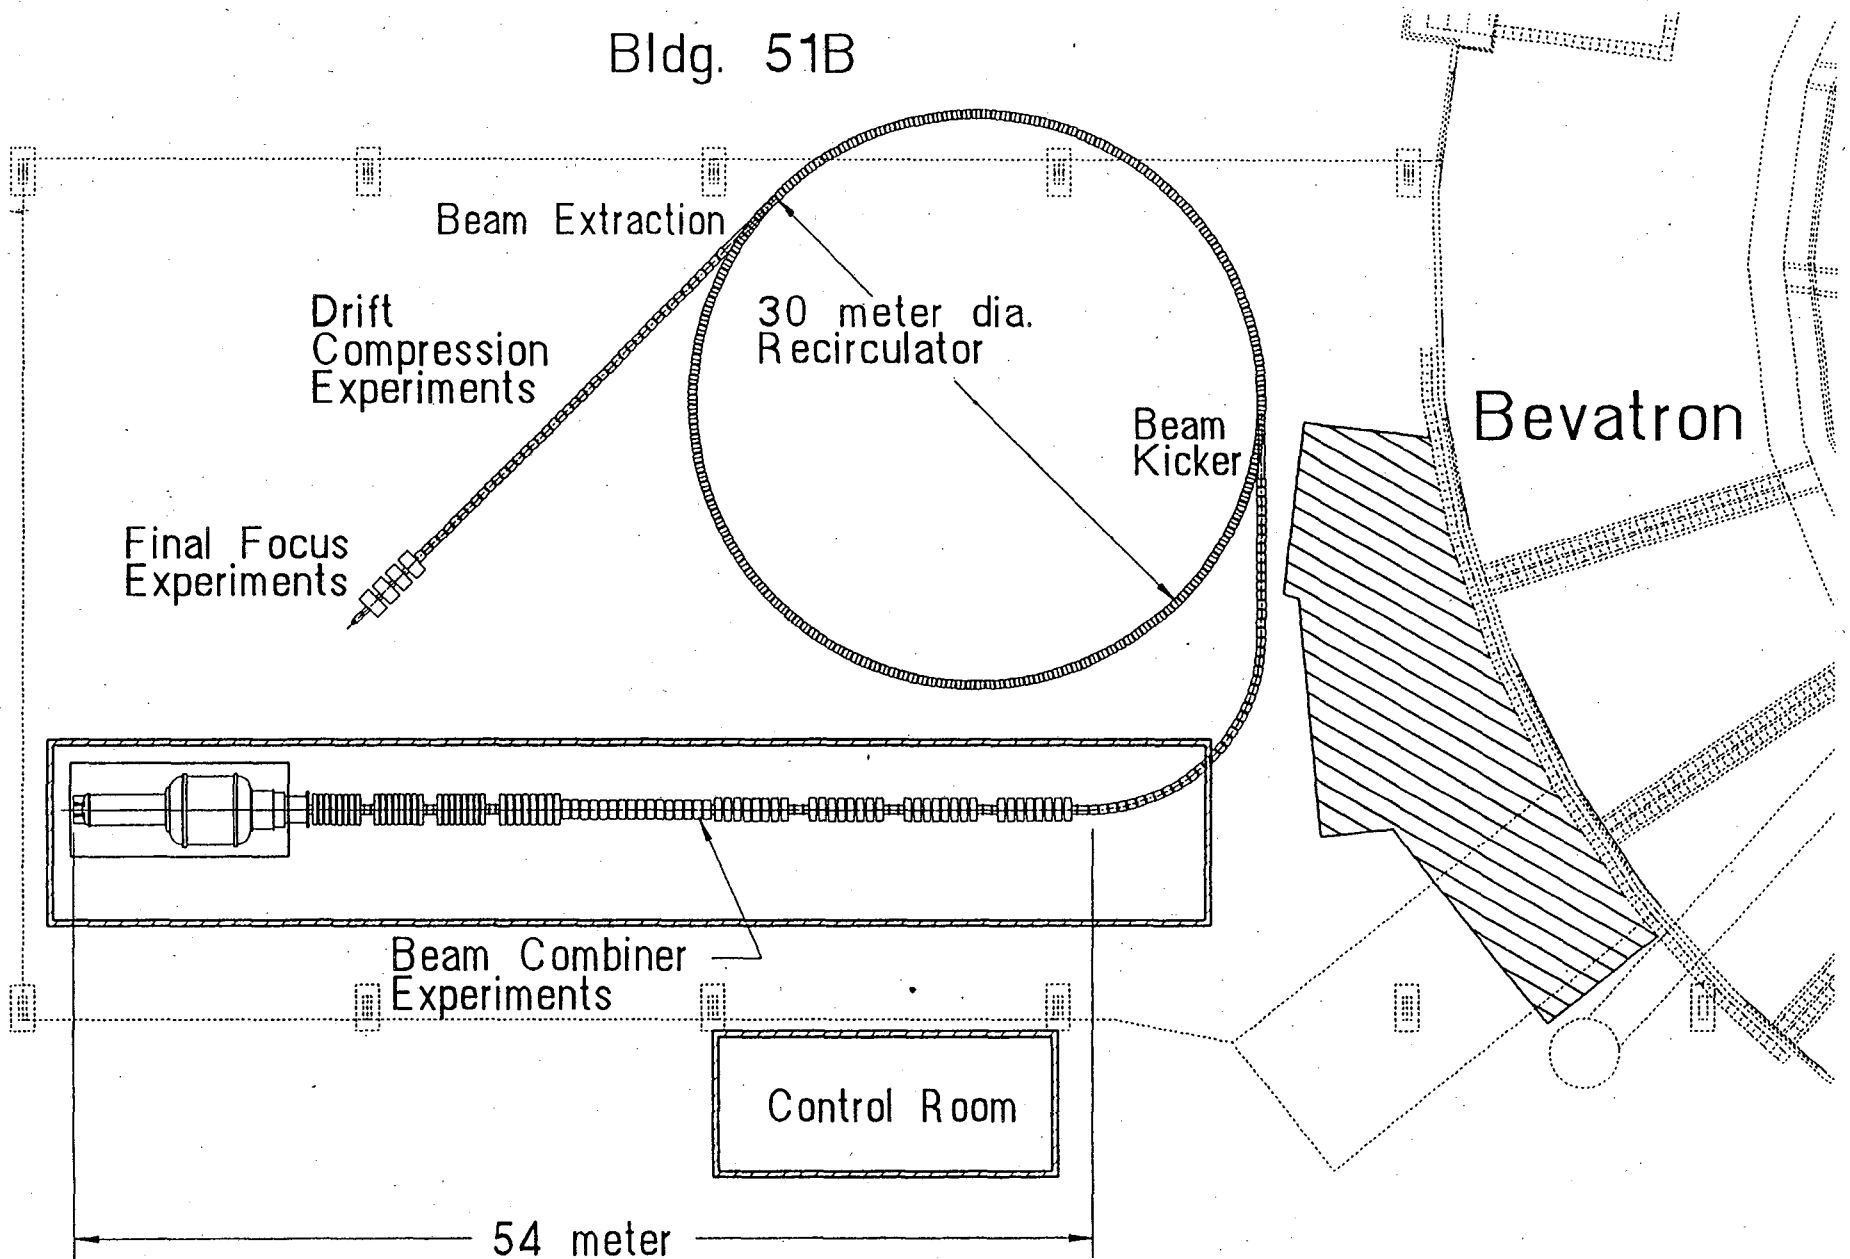 Bldg. 51B
Beam Extraction
Drift
Compression
Experiments
30 meter dia.
Recirculator
Beam
Kicker
Bevatron
Final Focus
Experiments
Beam Combiner
Experiments
Control Room
54 meter